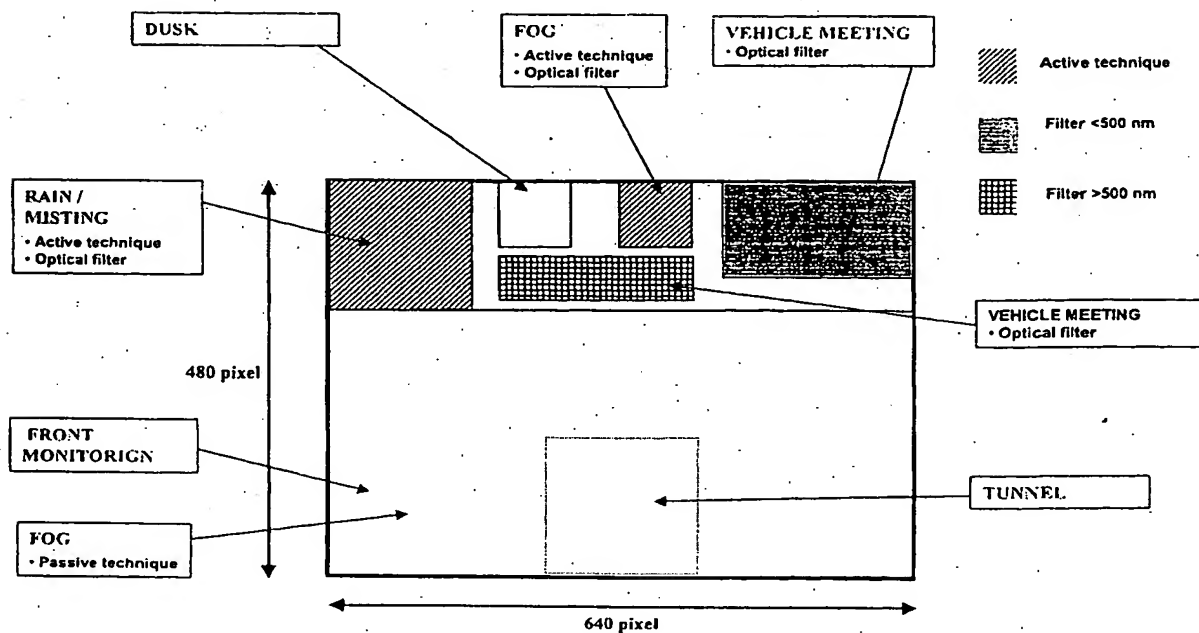 DUSK
FOG
• Active technique
• Optical filter
VEHICLE MEETING
• Optical filter
Active technique
Filter <500 nm
Filter >500 nm
RAIN /
MISTING
• Active technique
• Optical filter
VEHICLE MEETING
• Optical filter
480 pixel
FRONT
MONITORIGN
TUNNEL
FOG
• Passive technique
640 pixel